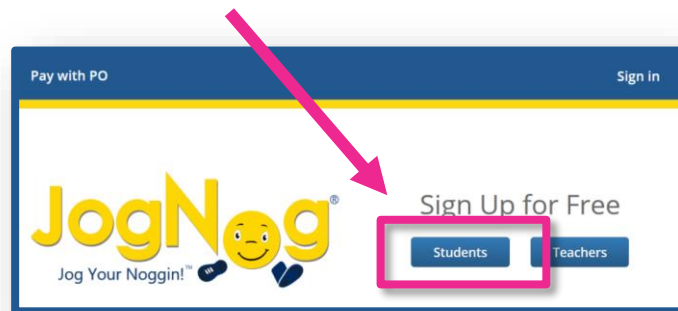 Pay with PO
Sign in
JogNog®
Jog Your Noggin!™
Sign Up for Free
Students
Teachers